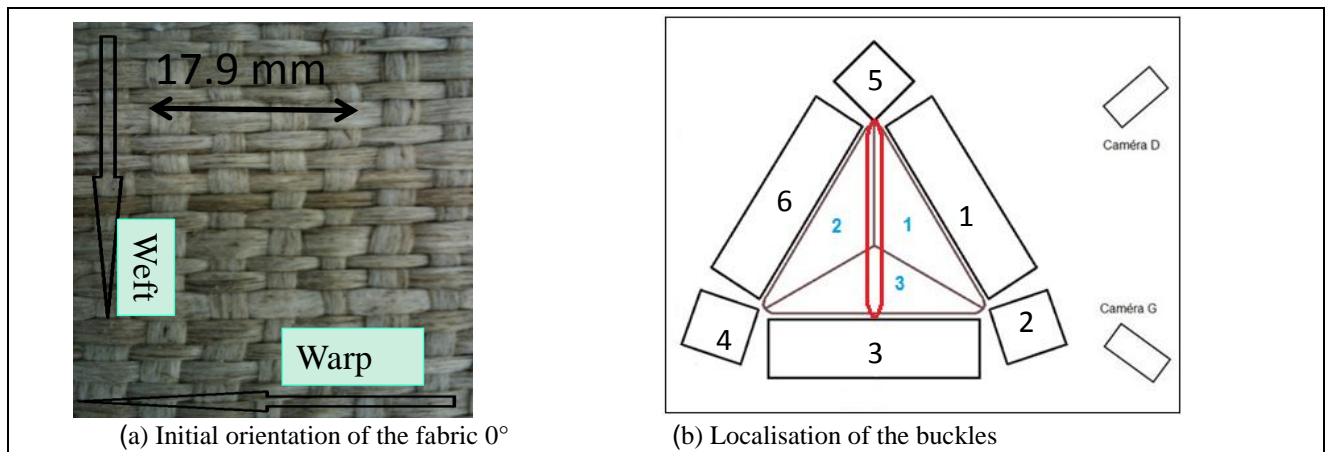 17.9 mm
Weft
Warp
(a) Initial orientation of the fabric 0°
5
6
1
2
1
3
4
3
2
Caméra D
Caméra G
(b) Localisation of the buckles